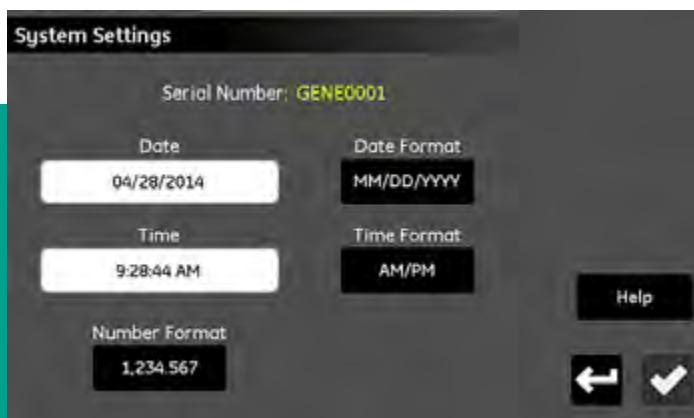 System Settings
Serial Number: GENE0001
Date
Date Format
04/28/2014
MM/DD/YYYY
Time
Time Format
9:28:44 AM
AM/PM
Help
Number Format
1,234.567